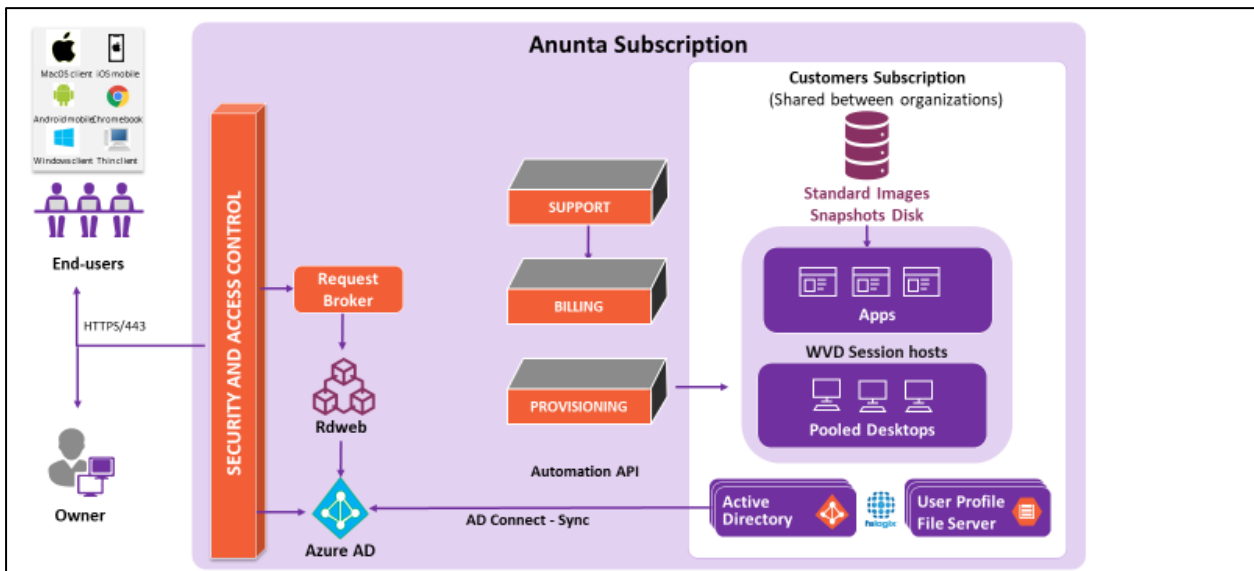 Anunta Subscription
MacOS client iOS mobile
Android mobile Chromebook
Windows client Thin client
End-users
HTTPS/443
Owner
SECURITY AND ACCESS CONTROL
Request
Broker
Rdweb
Azure AD
SUPPORT
BILLING
PROVISIONING
Automation API
AD Connect - Sync
Customers Subscription
(Shared between organizations)
Standard Images
Snapshots Disk
Apps
WVD Session hosts
Pooled Desktops
Active
Directory
fslogix
User Profile
File Server